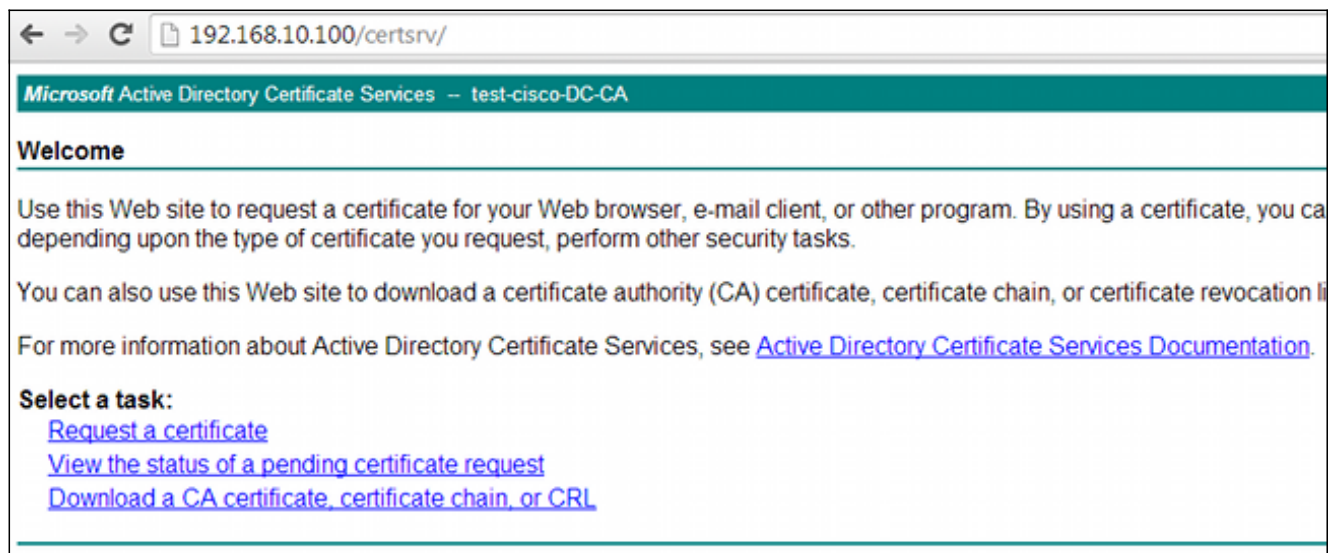 192.168.10.100/certsrv/
Microsoft Active Directory Certificate Services -- test-cisco-DC-CA
Welcome
Use this Web site to request a certificate for your Web browser, e-mail client, or other program. By using a certificate, you ca
depending upon the type of certificate you request, perform other security tasks.
You can also use this Web site to download a certificate authority (CA) certificate, certificate chain, or certificate revocation li
For more information about Active Directory Certificate Services, see Active Directory Certificate Services Documentation.
Select a task:
Request a certificate
View the status of a pending certificate request
Download a CA certificate, certificate chain, or CRL